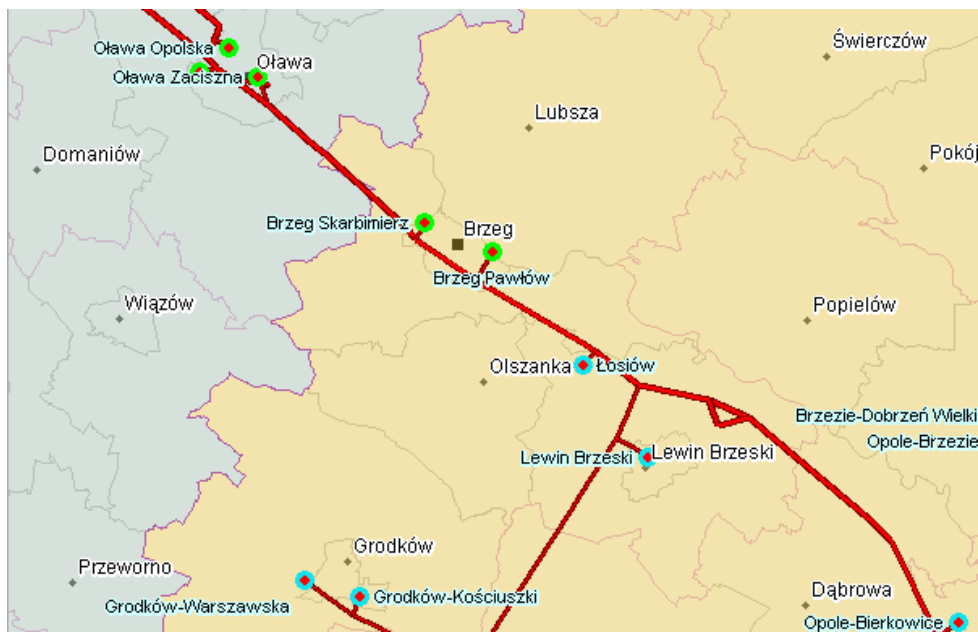 Oława Opolska
Świerczów
Oława
Oława Zaciszna
Lubsza
Domaniów
Pokój
Brzeg Skarbimierz
Brzeg
Brzeg Pawłów
Wiązów
Popielów
Olszanka
Łosiów
Brzezie-Dobrzeń Wielki
Opole-Brzezie
Lewin Brzeski
Lewin Brzeski
Grodków
Przeworno
Grodków-Kościuszki
Grodków-Warszawska
Dąbrowa
Opole-Bierkowice